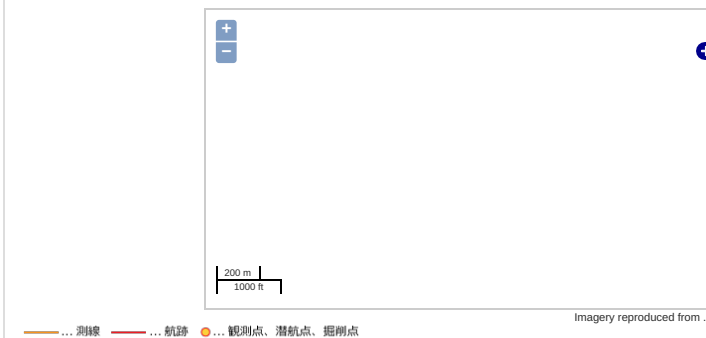 +
−
200 m
1000 ft
Imagery reproduced from .
... 測線 ... 航跡 ... 観測点、潜航点、掘削点